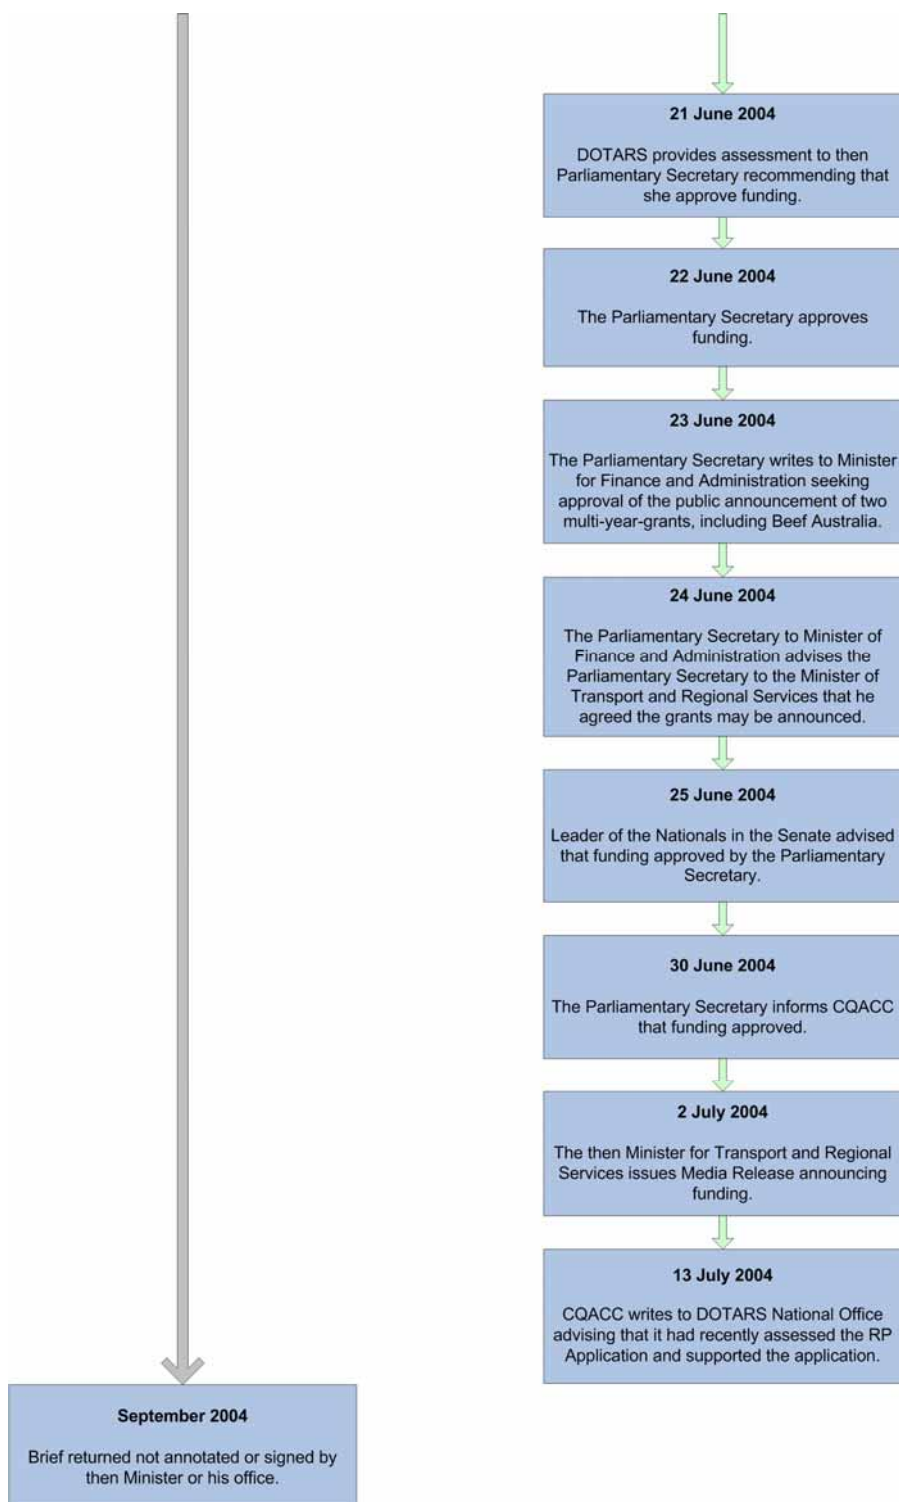 21 June 2004
DOTARS provides assessment to then
Parliamentary Secretary recommending that
she approve funding.
22 June 2004
The Parliamentary Secretary approves
funding.
23 June 2004
The Parliamentary Secretary writes to Minister
for Finance and Administration seeking
approval of the public announcement of two
multi-year-grants, including Beef Australia.
24 June 2004
The Parliamentary Secretary to Minister of
Finance and Administration advises the
Parliamentary Secretary to the Minister of
Transport and Regional Services that he
agreed the grants may be announced.
25 June 2004
Leader of the Nationals in the Senate advised
that funding approved by the Parliamentary
Secretary.
30 June 2004
The Parliamentary Secretary informs CQACC
that funding approved.
2 July 2004
The then Minister for Transport and Regional
Services issues Media Release announcing
funding.
13 July 2004
CQACC writes to DOTARS National Office
advising that it had recently assessed the RP
Application and supported the application.
September 2004
Brief returned not annotated or signed by
then Minister or his office.